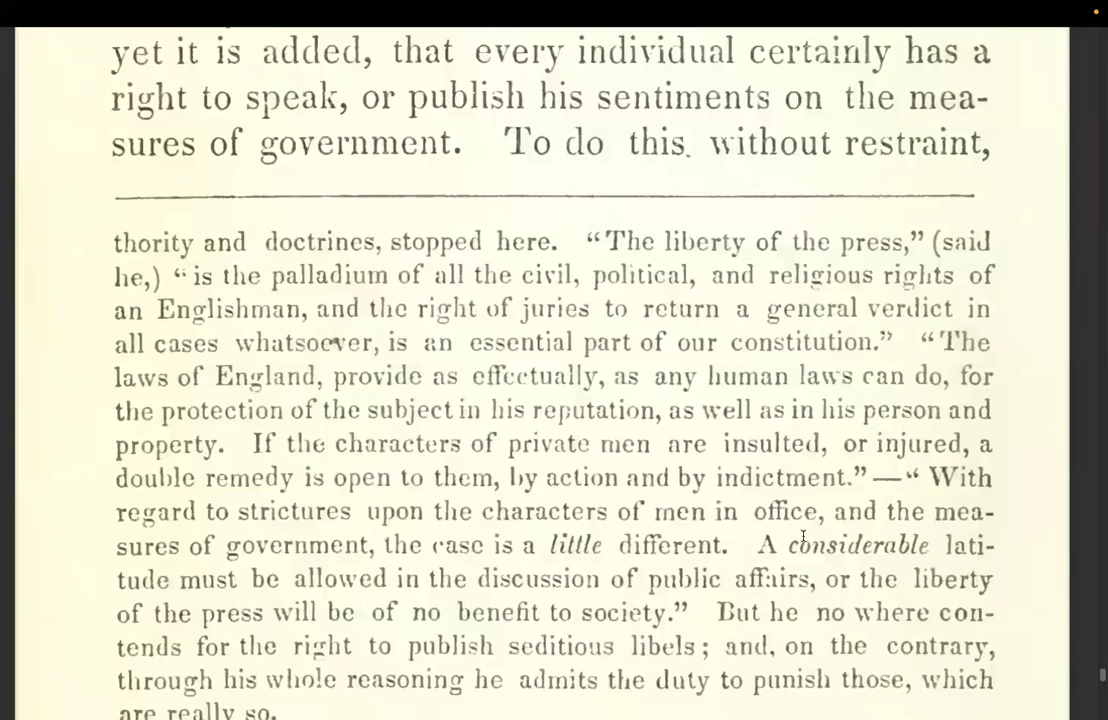 yet it is added, that every individual certainly has a
right to speak, or publish his sentiments on the mea-
sures of government. To do this without restraint,
thority and doctrines, stopped here. “The liberty of the press,” (said
he,) “is the palladium of all the civil, political, and religious rights of
an Englishman, and the right of juries to return a general verdict in
all cases whatsoever, is an essential part of our constitution.” “The
laws of England, provide as effectually, as any human laws can do, for
the protection of the subject in his reputation, as well as in his person and
property. If the characters of private men are insulted, or injured, a
double remedy is open to them, by action and by indictment.”—“ With
regard to strictures upon the characters of men in office, and the mea-
sures of government, the case is a little different. A considerable lati-
tude must be allowed in the discussion of public affairs, or the liberty
of the press will be of no benefit to society.” But he no where con-
tends for the right to publish seditious libels; and, on the contrary,
through his whole reasoning he admits the duty to punish those, which
are really so.